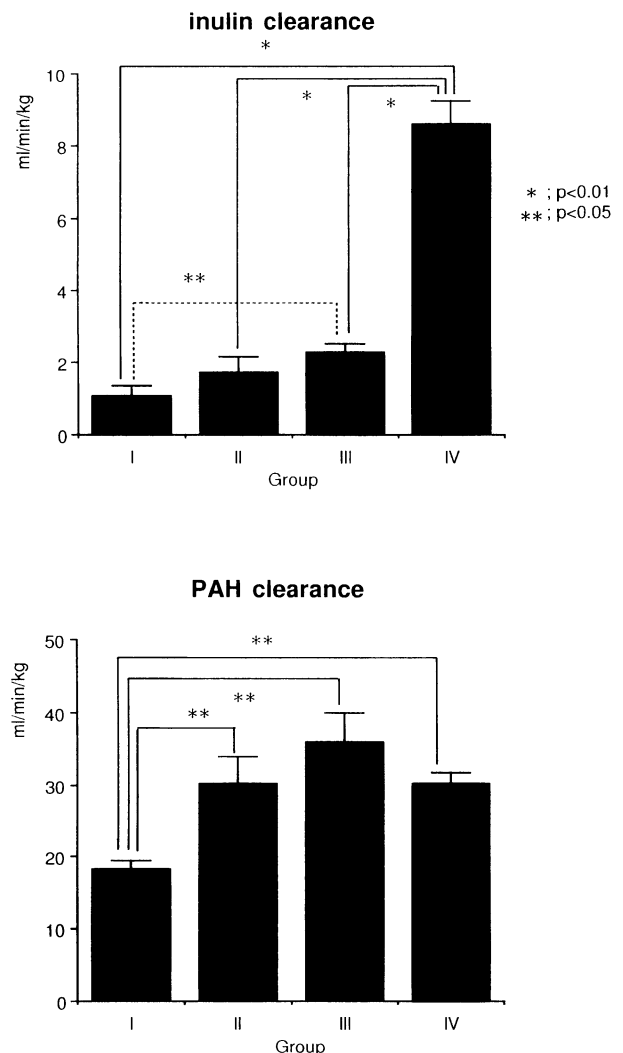 inulin clearance
*
10
*
*
ml/min/kg
8
* ; p<0.01
** ; p<0.05
6
**
4
2
0
I II III IV
Group
PAH clearance
50
**
ml/min/kg
**
40
**
30
20
10
0
I II III IV
Group